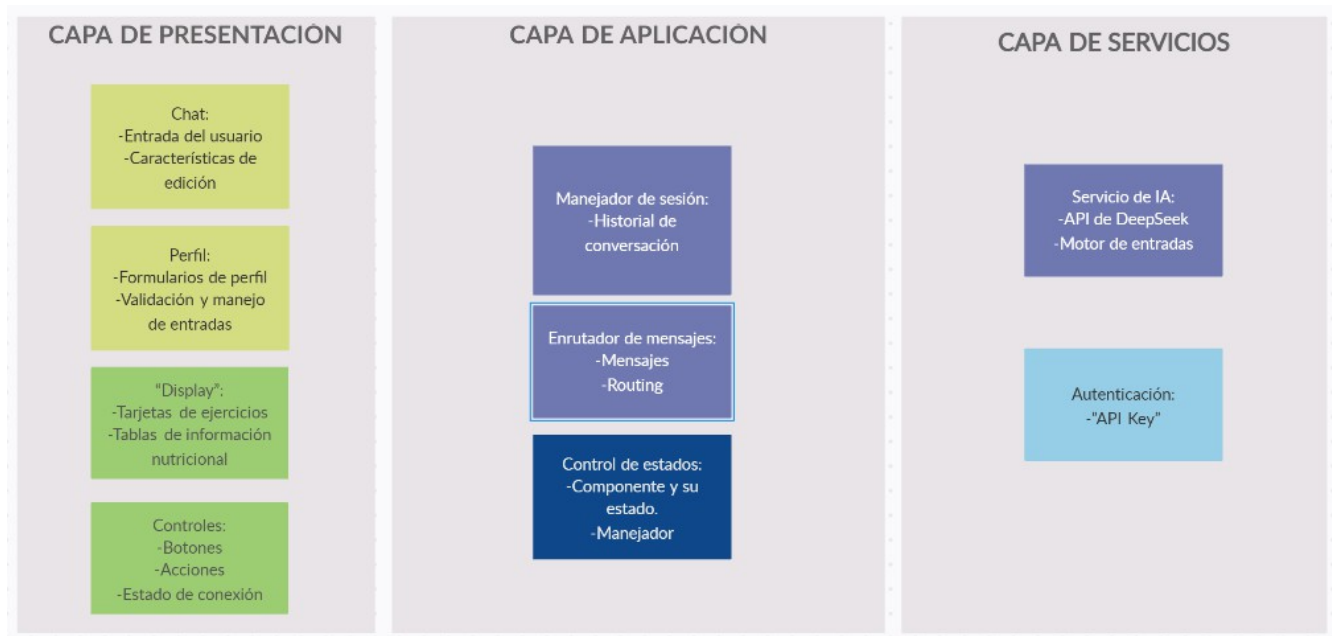 CAPA DE PRESENTACIÓN
Chat:
-Entrada del usuario
-Características de
edición
Perfil:
-Formularios de perfil
-Validación y manejo
de entradas
"Display":
-Tarjetas de ejercicios
-Tablas de información
nutricional
Controles:
-Botones
-Acciones
-Estado de conexión
CAPA DE APLICACIÓN
Manejador de sesión:
-Historial de
conversación
Enrutador de mensajes:
-Mensajes
-Routing
Control de estados:
-Componente y su
estado.
-Manejador
CAPA DE SERVICIOS
Servicio de IA:
-API de DeepSeek
-Motor de entradas
Autenticación:
-"API Key"